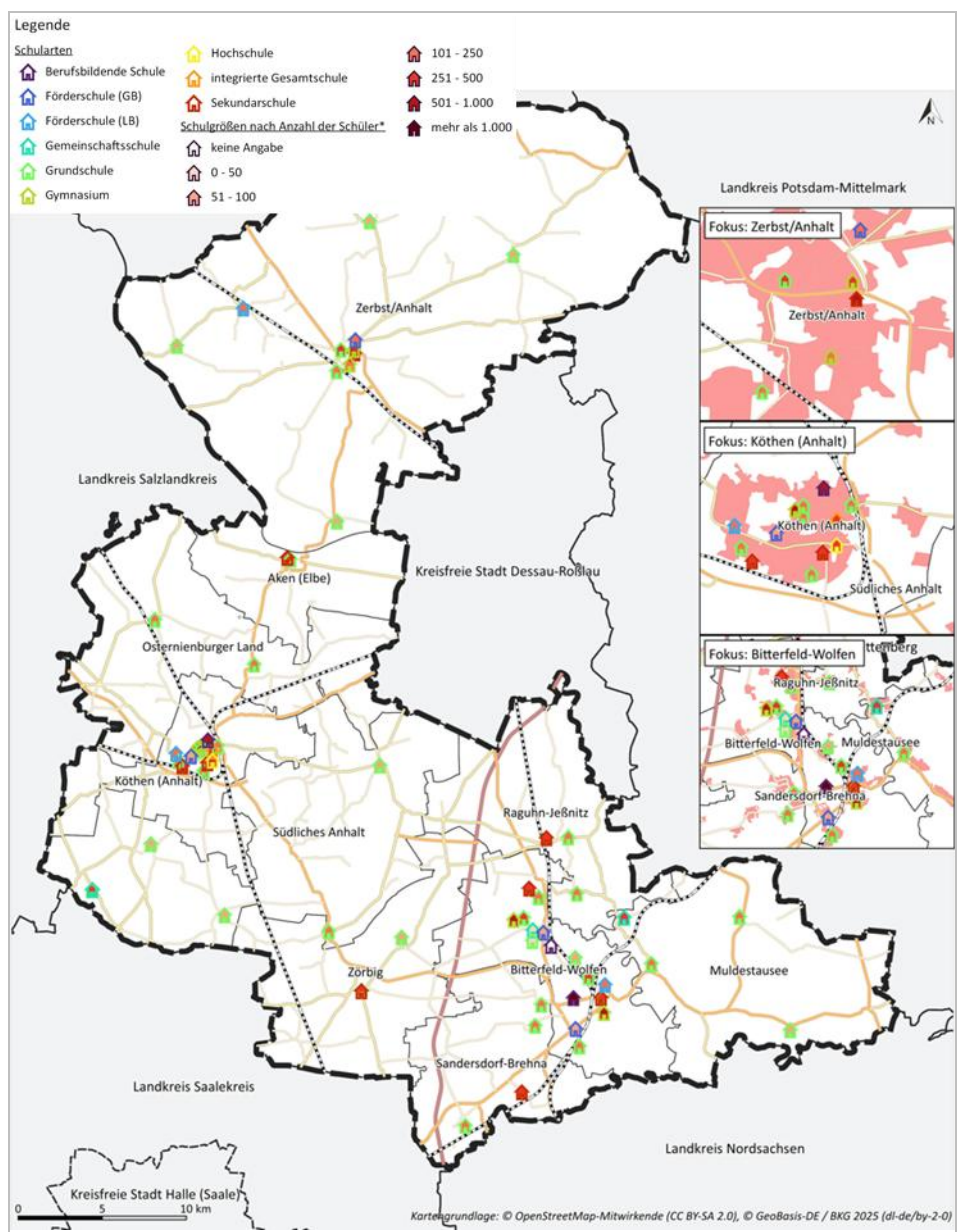 Legende
Schularten
Berufsbildende Schule
Förderschule (GB)
Förderschule (LB)
Gemeinschaftsschule
Grundschule
Gymnasium
Hochschule
integrierte Gesamtschule
Sekundarschule
Schulgrößen nach Anzahl der Schüler*
keine Angabe
0 - 50
51 - 100
101 - 250
251 - 500
501 - 1.000
mehr als 1.000
N
Landkreis Potsdam-Mittelmark
Fokus: Zerbst/Anhalt
Zerbst/Anhalt
Zerbst/Anhalt
Fokus: Köthen (Anhalt)
Köthen (Anhalt)
Südliches Anhalt
Landkreis Salzlandkreis
Aken (Elbe)
Kreisfreie Stadt Dessau-Roßlau
Osternienburger Land
Fokus: Bitterfeld-Wolfen
Raguhn-Jeßnitz
Bitterfeld-Wolfen
Muldestausee
Sandersdorf-Brehna
Köthen (Anhalt)
Südliches Anhalt
Raguhn-Jeßnitz
Zörbig
Bitterfeld-Wolfen
Muldestausee
Sandersdorf-Brehna
Landkreis Saalekreis
Landkreis Nordsachsen
Kreisfreie Stadt Halle (Saale)
0 5 10 km
Kartengrundlage: © OpenStreetMap-Mitwirkende (CC BY-SA 2.0), © GeoBasis-DE / BKG 2025 (dl-de/by-2-0)